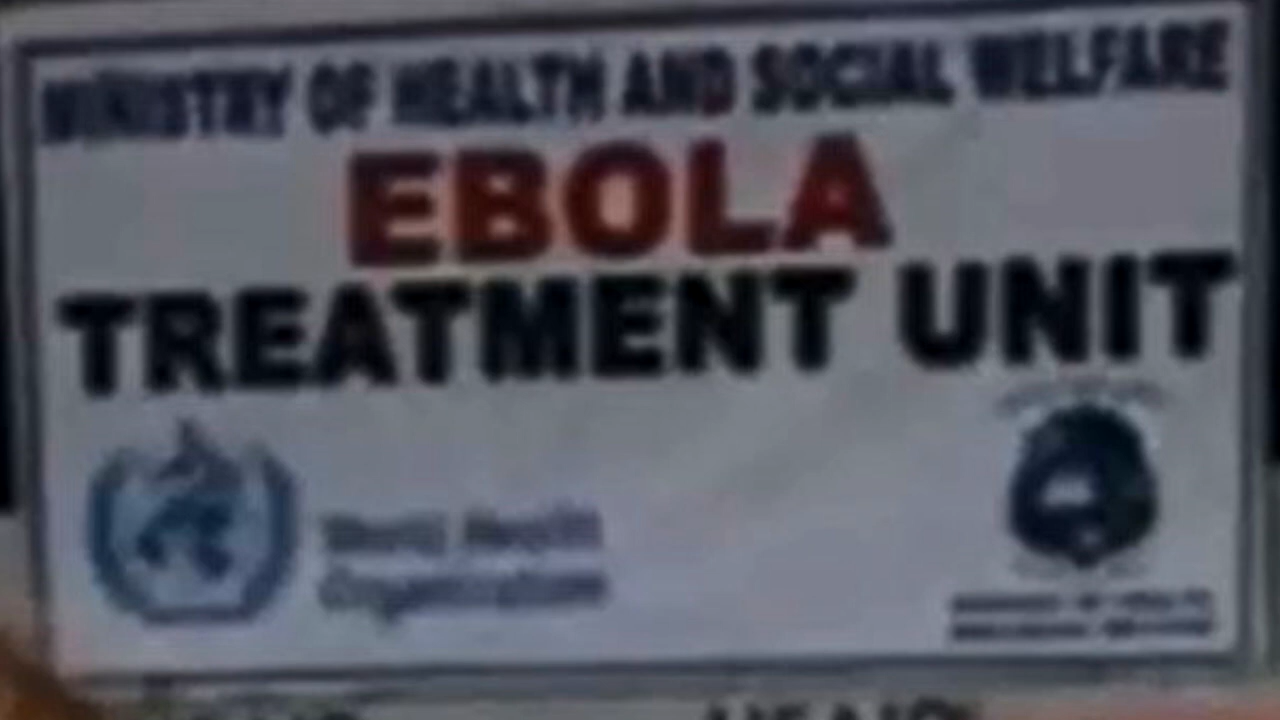 MINISTRY OF HEALTH AND SOCIAL WELFARE
EBOLA
TREATMENT UNIT
World Health
Organization